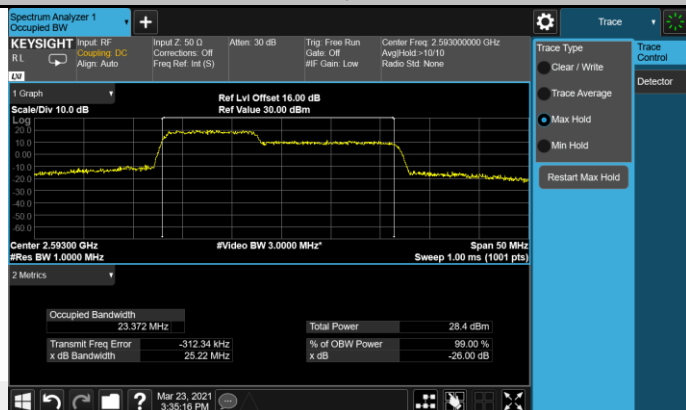 Spectrum Analyzer 1
Occupied BW
+
Trace
KEYSIGHT
RL
LXI
Input: RF
Coupling: DC
Align: Auto
Input Z: 50 Ω
Corrections: Off
Freq Ref: Int (S)
Atten: 30 dB
Trig: Free Run
Gate: Off
#IF Gain: Low
Center Freq: 2.593000000 GHz
Avg|Hold:>10/10
Radio Std: None
Trace Type
Clear / Write
Trace Average
Max Hold
Min Hold
Restart Max Hold
Trace
Control
Detector
1 Graph
Scale/Div 10.0 dB
Ref Lvl Offset 16.00 dB
Ref Value 30.00 dBm
Log
20.0
10.0
0.00
-10.0
-20.0
-30.0
-40.0
-50.0
-60.0
Center 2.59300 GHz
#Res BW 1.0000 MHz
#Video BW 3.0000 MHz*
Span 50 MHz
Sweep 1.00 ms (1001 pts)
2 Metrics
Occupied Bandwidth
23.372 MHz
Total Power 28.4 dBm
Transmit Freq Error -312.34 kHz
% of OBW Power 99.00 %
x dB Bandwidth 25.22 MHz
x dB -26.00 dB
?
Mar 23, 2021
3:35:16 PM